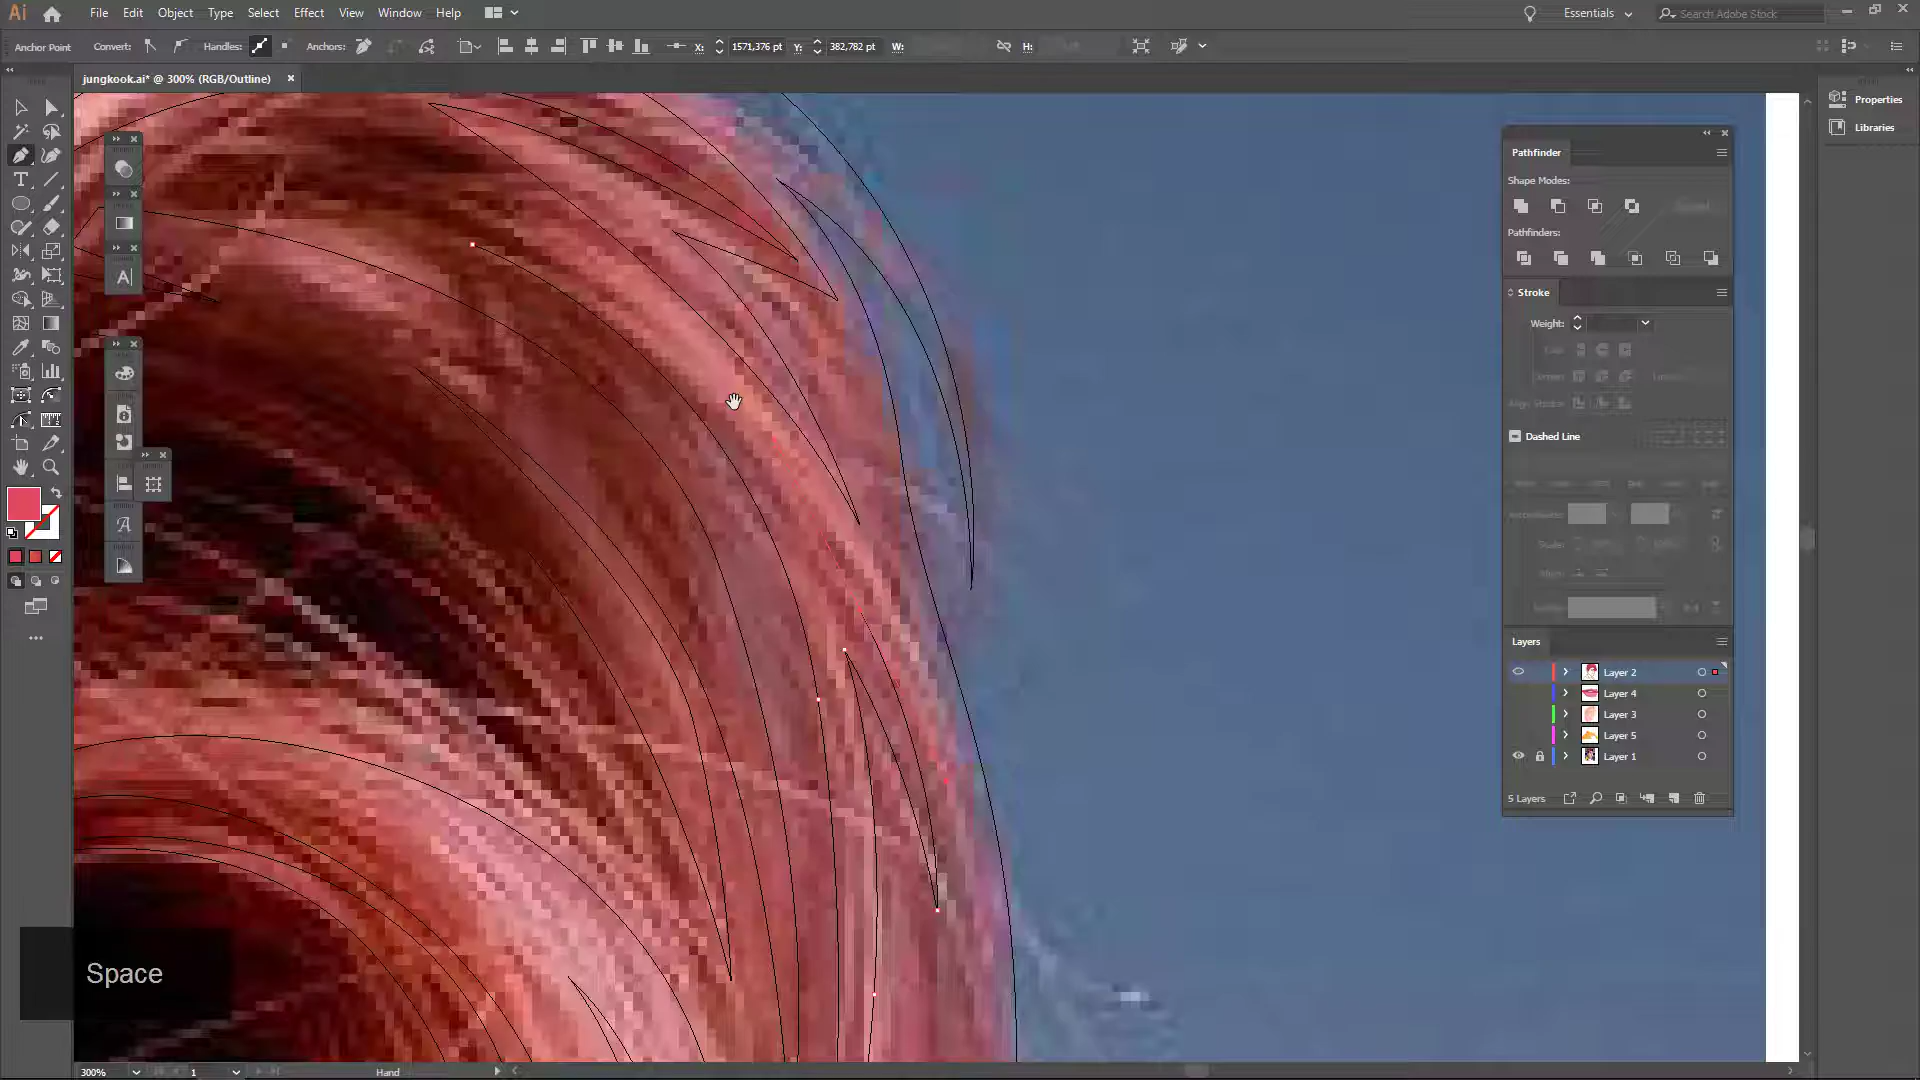 Ai File Edit Object Type Select Effect View Window Help Essentials Search Adobe Stock
Anchor Point Convert: Handles: Anchors: X: 1571,376 pt Y: 382,782 pt W: H:
jungkook.ai* @ 300% (RGB/Outline) ×
Properties
Libraries
Pathfinder
Shape Modes:
Pathfinders:
Stroke
Weight:
Dashed Line
Layers
Layer 2
Layer 4
Layer 3
Layer 5
Layer 1
5 Layers
Space
300% 1 Hand